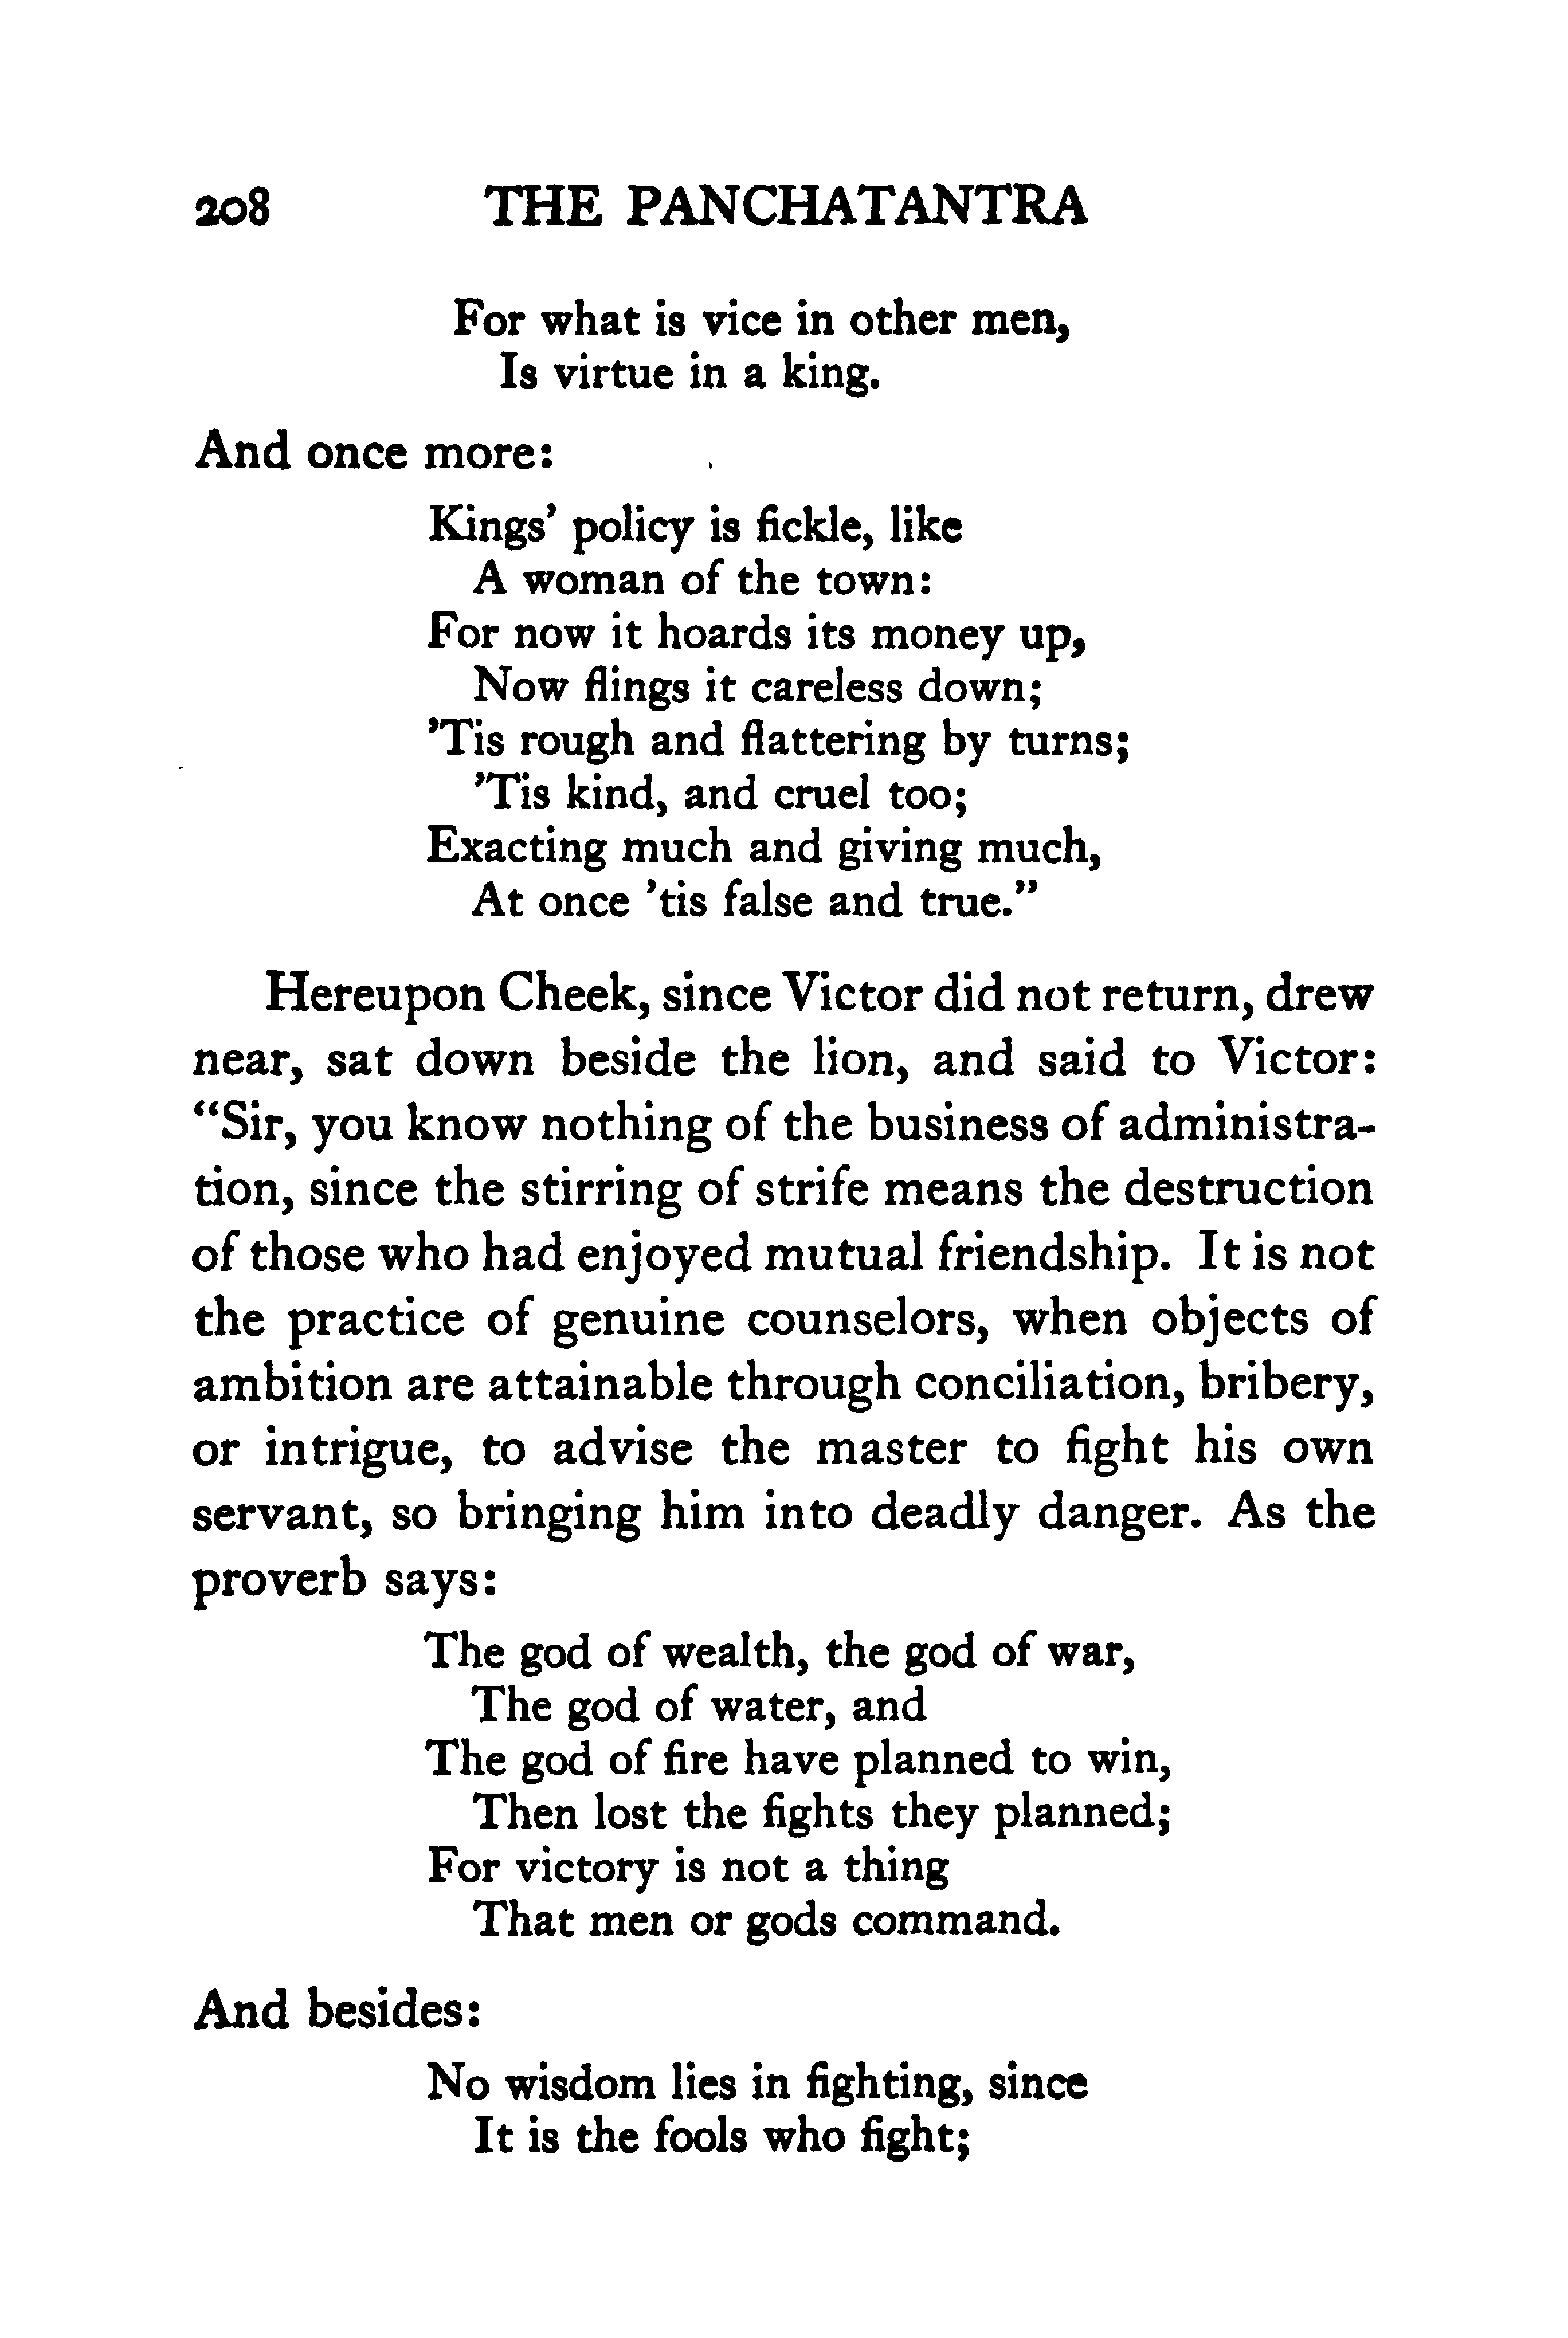 208 THE PANCHATANTRA
For what is vice in other men,
Is virtue in a king.
And once more:
Kings’ policy is fickle, like
A woman of the town:
For now it hoards its money up,
Now flings it careless down;
’Tis rough and flattering by turns;
’Tis kind, and cruel too;
Exacting much and giving much,
At once ’tis false and true.”
Hereupon Cheek, since Victor did not return, drew
near, sat down beside the lion, and said to Victor:
“Sir, you know nothing of the business of administra-
tion, since the stirring of strife means the destruction
of those who had enjoyed mutual friendship. It is not
the practice of genuine counselors, when objects of
ambition are attainable through conciliation, bribery,
or intrigue, to advise the master to fight his own
servant, so bringing him into deadly danger. As the
proverb says:
The god of wealth, the god of war,
The god of water, and
The god of fire have planned to win,
Then lost the fights they planned;
For victory is not a thing
That men or gods command.
And besides:
No wisdom lies in fighting, since
It is the fools who fight;